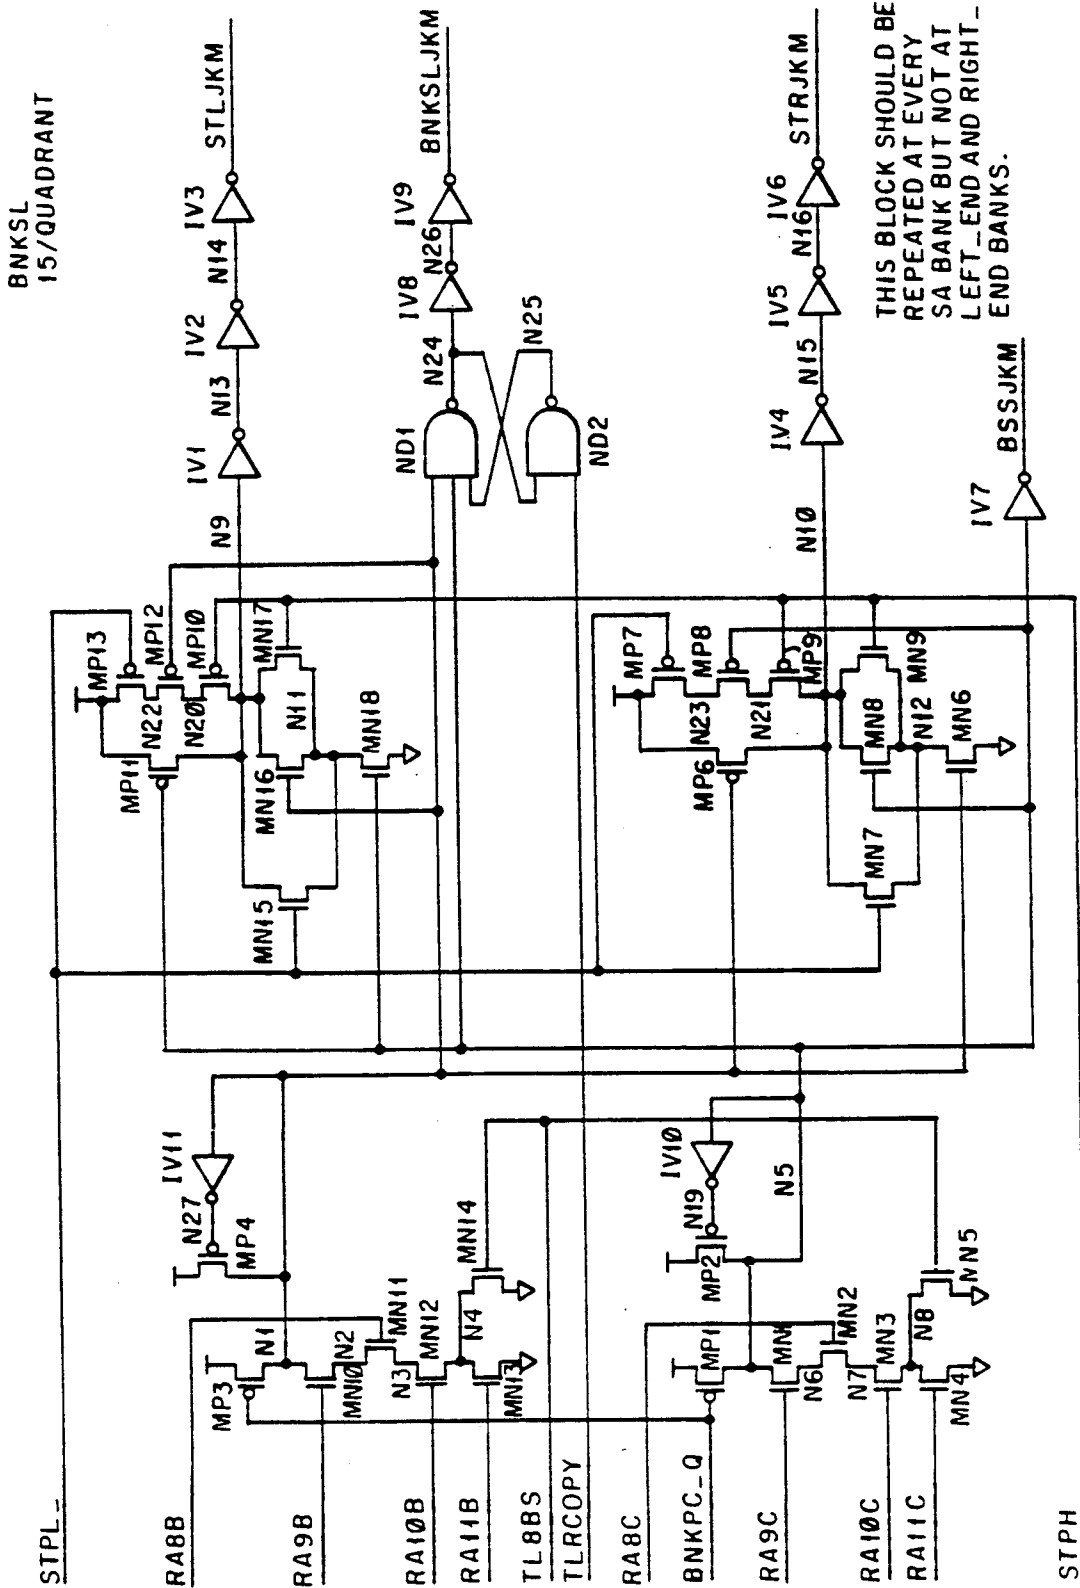 BNKSL
15/QUADRANT
STPL_
RA8B
RA9B
RA10B
RA11B
TL8BS
TLRCOPY
RA8C
BNKPC_Q
RA9C
RA10C
RA11C
STPH
MP3
N1
MN10
N2
MN11
N3
MN12
MN13
N4
MN14
MP4
N27
IV11
MP1
MP2
N19
IV10
N5
N6
MN2
N7
MN3
MN4
N8
MN15
MP11
MP13
N22
MP12
N20
MP10
MN16
N11
MN17
MN18
N9
IV1
N13
IV2
N14
IV3
STLJKM
ND1
N24
IV8
N26
IV9
BNKSLJKM
N25
ND2
MP6
MP7
N23
MP8
N21
MP9
MN7
MN8
MN9
N12
MN6
N10
IV4
N15
IV5
N16
IV6
STRJKM
IV7
BSSJKM
THIS BLOCK SHOULD BE
REPEATED AT EVERY
SA BANK BUT NOT AT
LEFT_END AND RIGHT_
END BANKS.